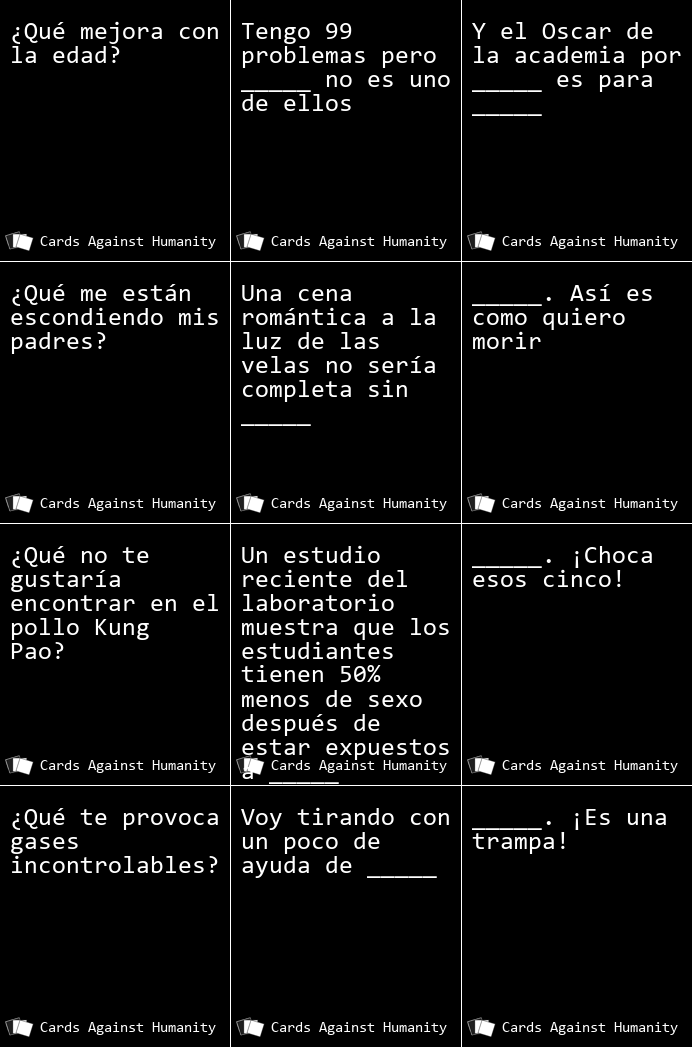 ¿Qué mejora con
la edad?
Cards Against Humanity
Tengo 99
problemas pero
_____ no es uno
de ellos
Cards Against Humanity
Y el Oscar de
la academia por
_____ es para
_____
Cards Against Humanity
¿Qué me están
escondiendo mis
padres?
Cards Against Humanity
Una cena
romántica a la
luz de las
velas no sería
completa sin
_____
Cards Against Humanity
_____. Así es
como quiero
morir
Cards Against Humanity
¿Qué no te
gustaría
encontrar en el
pollo Kung
Pao?
Cards Against Humanity
Un estudio
reciente del
laboratorio
muestra que los
estudiantes
tienen 50%
menos de sexo
después de
estar expuestos
a _____
Cards Against Humanity
_____. ¡Choca
esos cinco!
Cards Against Humanity
¿Qué te provoca
gases
incontrolables?
Cards Against Humanity
Voy tirando con
un poco de
ayuda de _____
Cards Against Humanity
_____. ¡Es una
trampa!
Cards Against Humanity